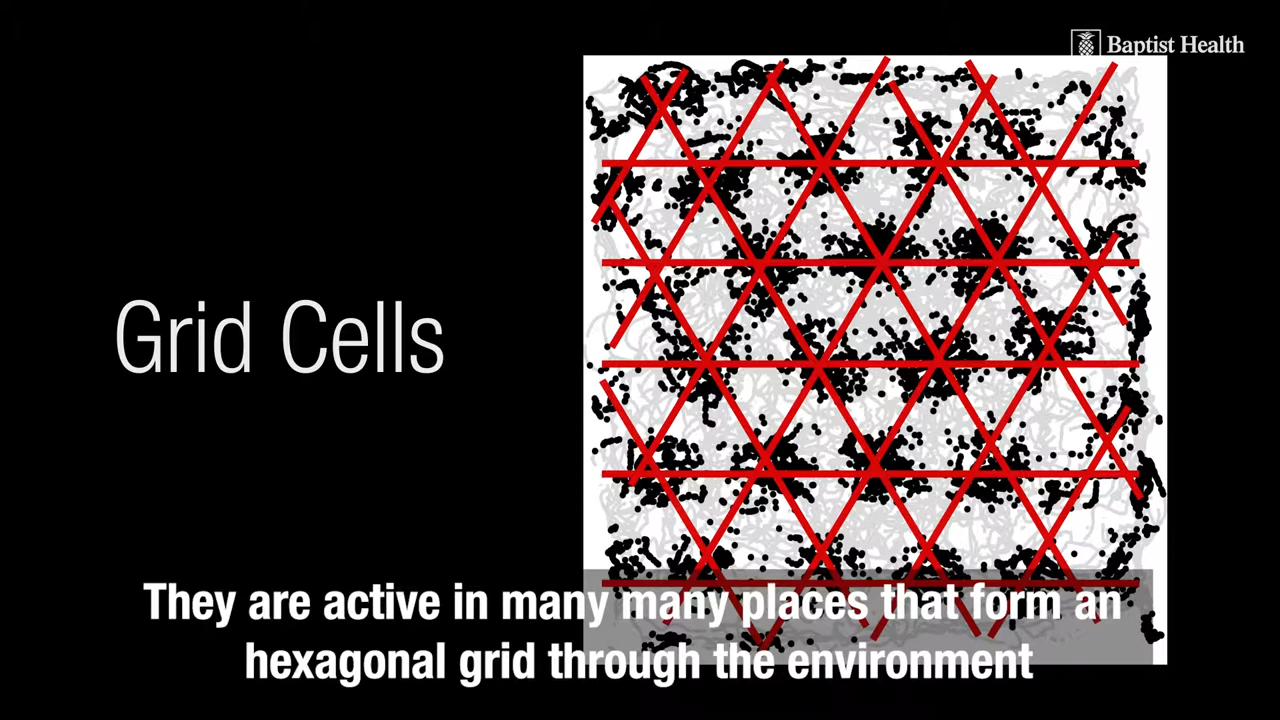 Baptist Health
Grid Cells
They are active in many many places that form an
hexagonal grid through the environment